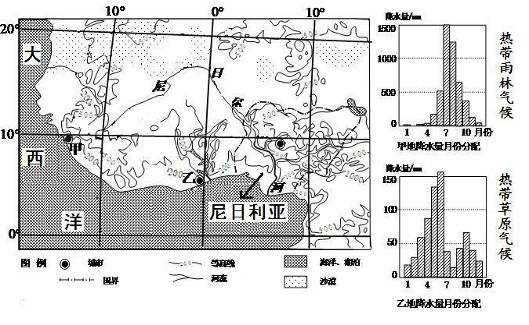 20° 10° 0° 10°
大
西
洋
10°
0°
尼 日 尔 河
甲
乙
尼日利亚
200
图 例 城市 等高线 海洋、湖泊
国界 河流 沙漠
降水量/mm
1500
1000
500
0
1 4 7 10 月份
甲地降水量月份分配
热带雨林气候
降水量/mm
150
100
50
0
1 4 7 10 月份
乙地降水量月份分配
热带草原气候